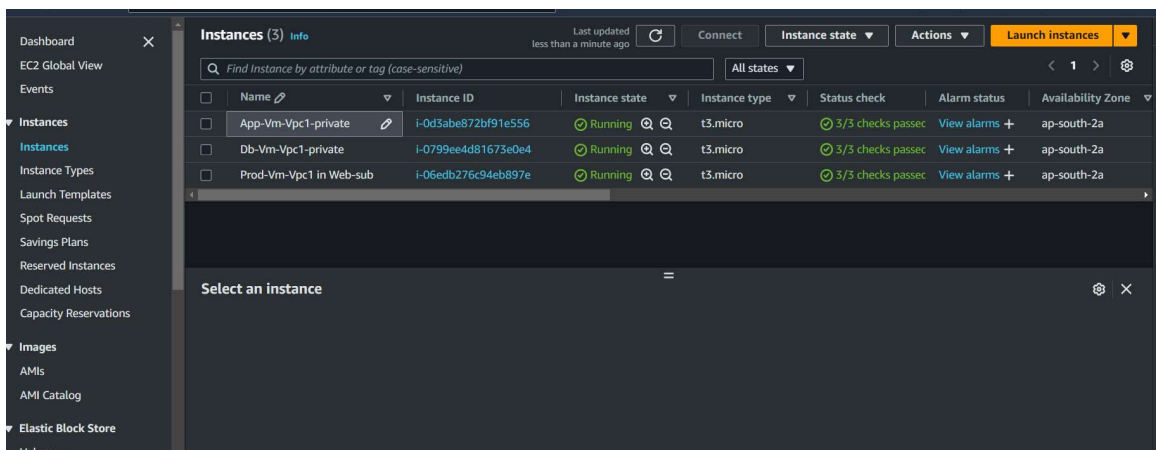 Dashboard
EC2 Global View
Events
Instances
Instances
Instance Types
Launch Templates
Spot Requests
Savings Plans
Reserved Instances
Dedicated Hosts
Capacity Reservations
Images
AMIs
AMI Catalog
Elastic Block Store
Instances (3) Info
Last updated
less than a minute ago
Connect
Instance state
Actions
Launch instances
Find Instance by attribute or tag (case-sensitive)
All states
1
Name Instance ID Instance state Instance type Status check Alarm status Availability Zone
App-Vm-Vpc1-private i-0d3abe872bf91e556 Running t3.micro 3/3 checks passec View alarms + ap-south-2a
Db-Vm-Vpc1-private i-0799ee4d81673e0e4 Running t3.micro 3/3 checks passec View alarms + ap-south-2a
Prod-Vm-Vpc1 in Web-sub i-06edb276c94eb897e Running t3.micro 3/3 checks passec View alarms + ap-south-2a
Select an instance